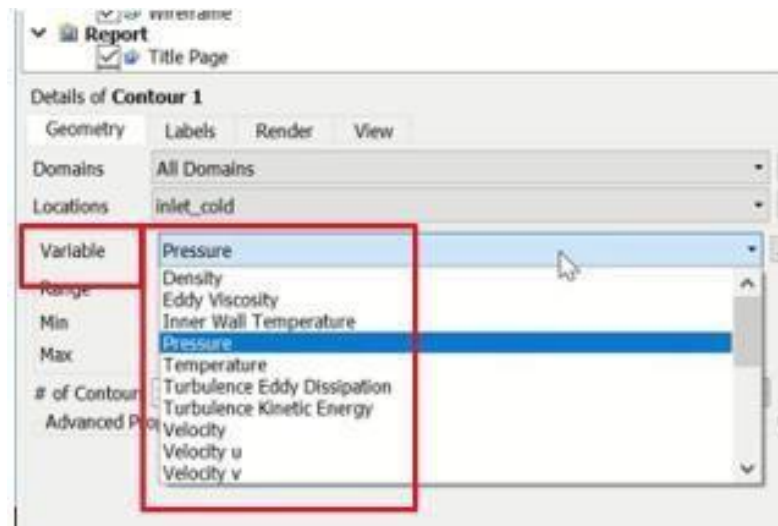 Wireframe
Report
Title Page
Details of Contour 1
Geometry Labels Render View
Domains All Domains
Locations inlet_cold
Variable Pressure
Range Density
Eddy Viscosity
Min Inner Wall Temperature
Pressure
Max Temperature
# of Contour Turbulence Eddy Dissipation
Turbulence Kinetic Energy
Advanced Velocity
Velocity u
Velocity v